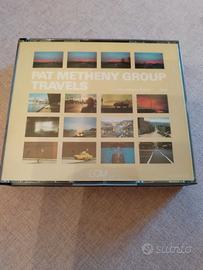 PAT METHENY GROUP
TRAVELS
ECM
subito